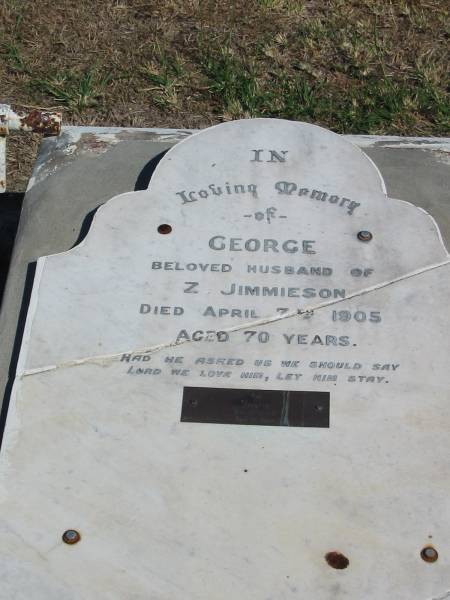 IN
Loving Memory
-of-
GEORGE
BELOVED HUSBAND OF
Z JIMMIESON
DIED APRIL 7TH 1905
AGED 70 YEARS.
HAD HE ASKED US WE SHOULD SAY
LORD WE LOVE HIM, LET HIM STAY.